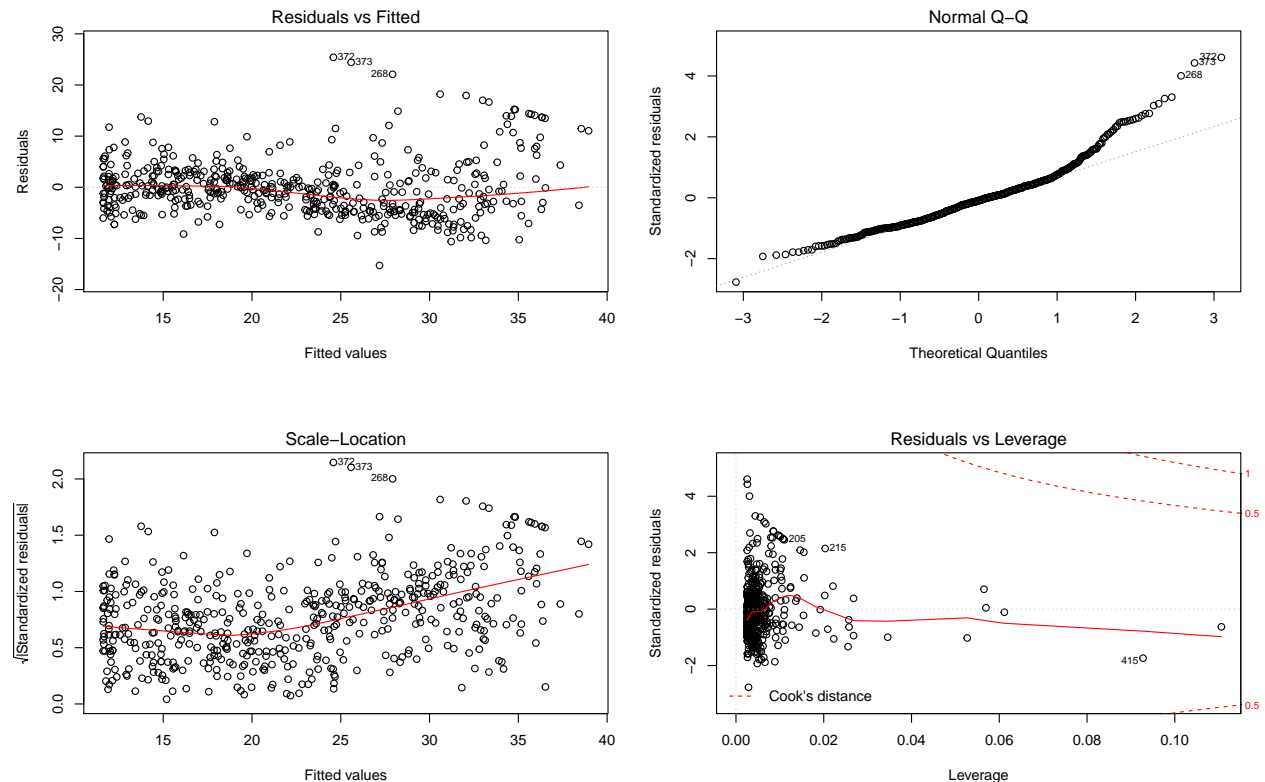 Residuals vs Fitted
Residuals
−20 −10 0 10 20 30
372
373
268
15 20 25 30 35 40
Fitted values
Normal Q−Q
Standardized residuals
−2 0 2 4
372
373
268
−3 −2 −1 0 1 2 3
Theoretical Quantiles
Scale−Location
√|Standardized residuals|
0.0 0.5 1.0 1.5 2.0
372
373
268
15 20 25 30 35 40
Fitted values
Residuals vs Leverage
Standardized residuals
−2 0 2 4
1
0.5
205
215
415
Cook's distance
0.5
0.00 0.02 0.04 0.06 0.08 0.10
Leverage